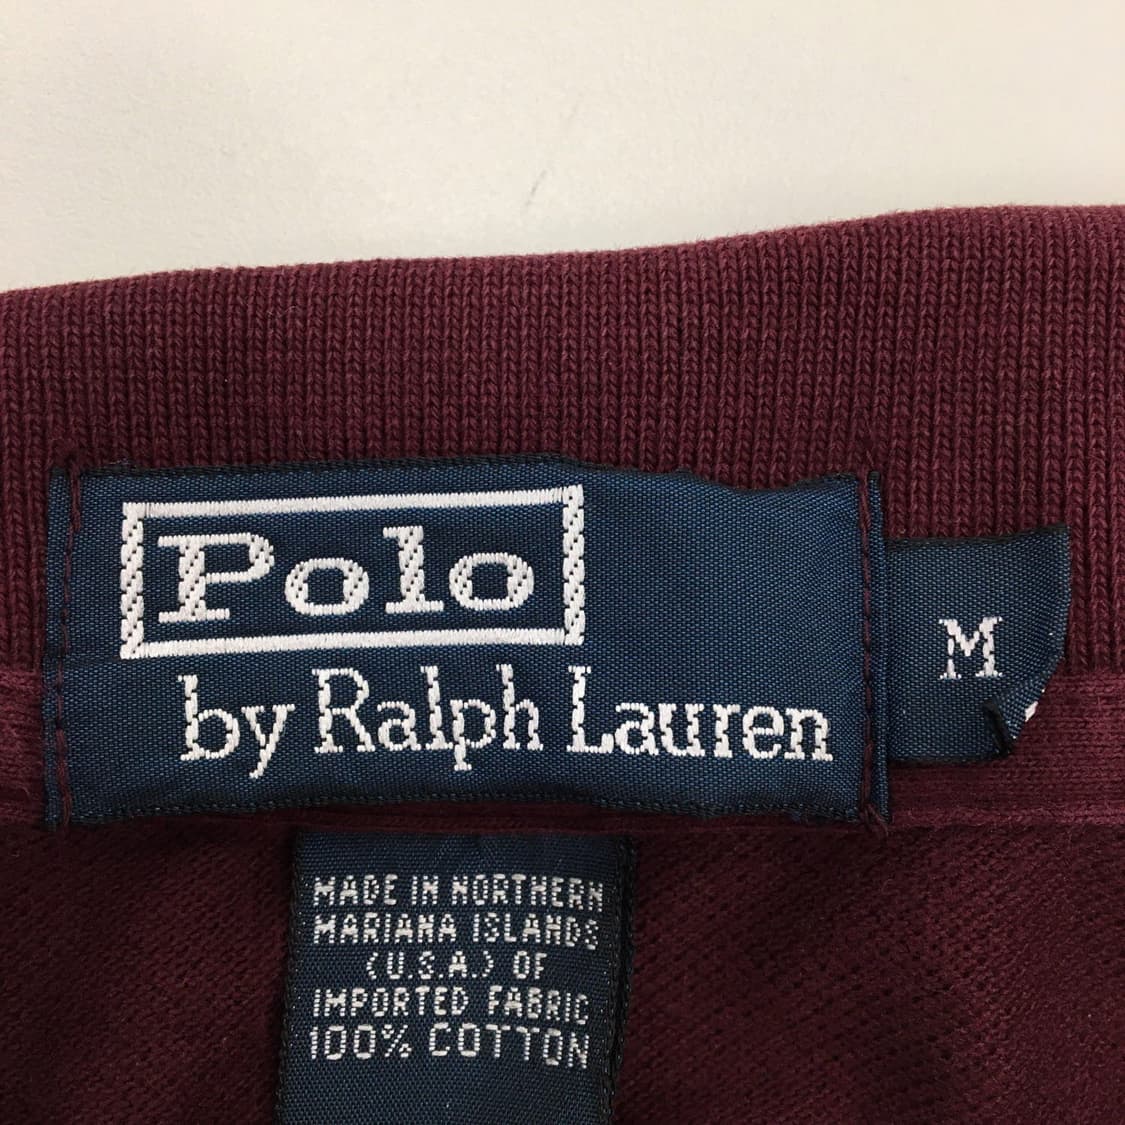 Polo
by Ralph Lauren
M
MADE IN NORTHERN
MARIANA ISLANDS
(U.S.A.) OF
IMPORTED FABRIC
100% COTTON